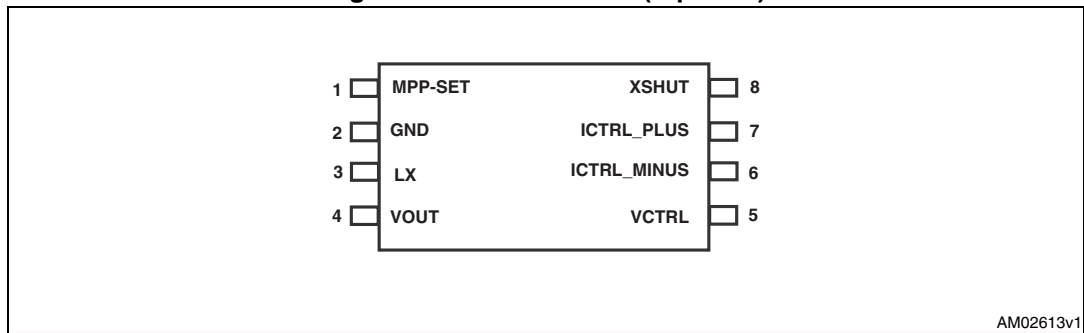 1 MPP-SET XSHUT 8
2 GND ICTRL_PLUS 7
3 LX ICTRL_MINUS 6
4 VOUT VCTRL 5
AM02613v1